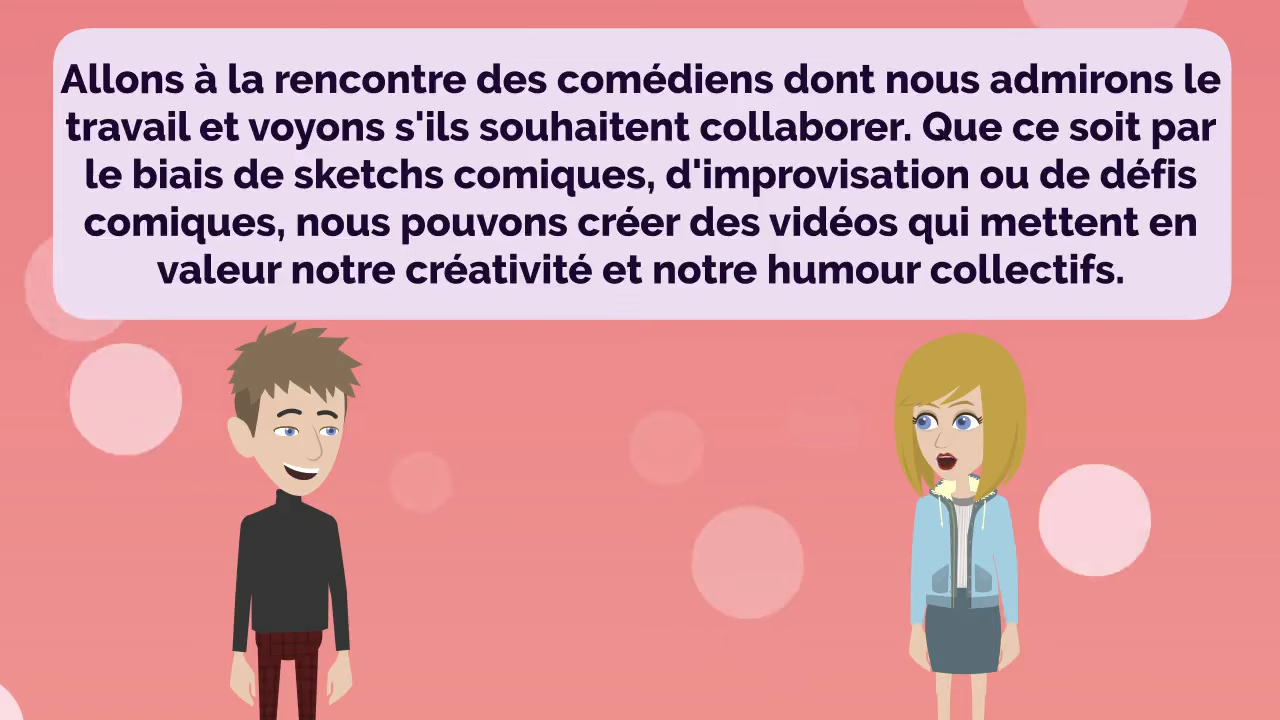 Allons à la rencontre des comédiens dont nous admirons le
travail et voyons s'ils souhaitent collaborer. Que ce soit par
le biais de sketchs comiques, d'improvisation ou de défis
comiques, nous pouvons créer des vidéos qui mettent en
valeur notre créativité et notre humour collectifs.